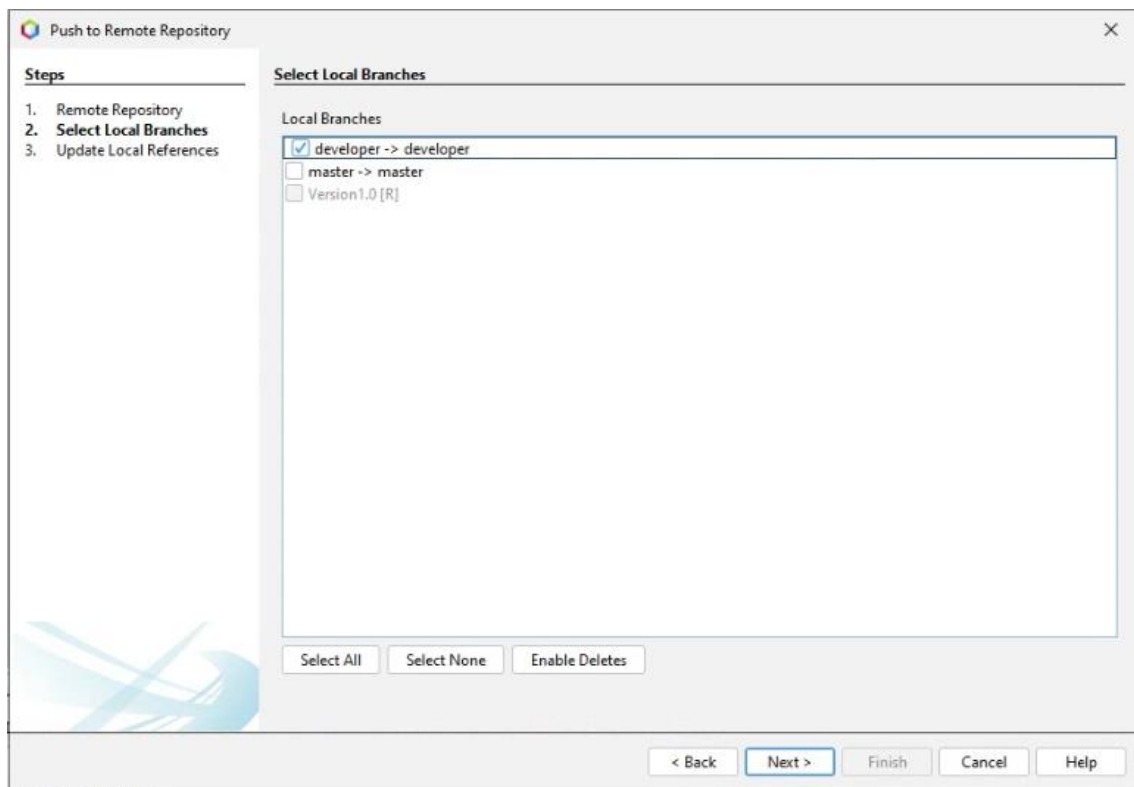 Push to Remote Repository
Steps
1. Remote Repository
2. Select Local Branches
3. Update Local References
Select Local Branches
Local Branches
developer -> developer
master -> master
Version1.0 [R]
Select All Select None Enable Deletes
< Back Next > Finish Cancel Help